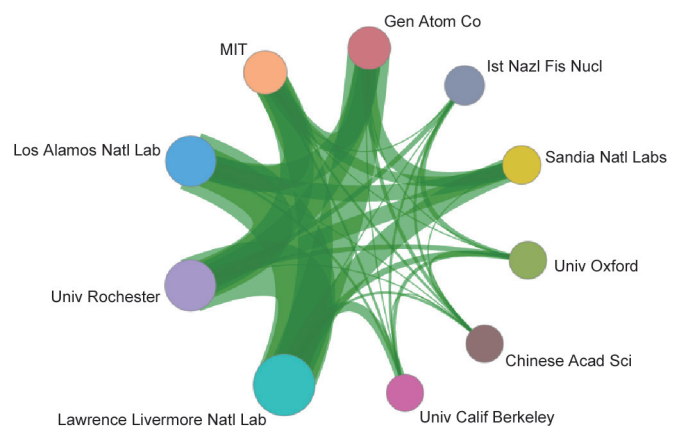 Gen Atom Co
MIT
Ist Nazl Fis Nucl
Los Alamos Natl Lab
Sandia Natl Labs
Univ Oxford
Univ Rochester
Chinese Acad Sci
Lawrence Livermore Natl Lab
Univ Calif Berkeley